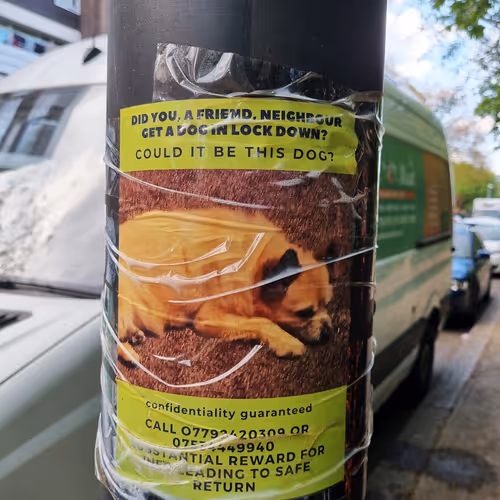 DID YOU, A FRIEND, NEIGHBOUR
GET A DOG IN LOCK DOWN?
COULD IT BE THIS DOG?
confidentiality guaranteed
CALL 07792420309 OR
449940
REWARD FOR
LEADING TO SAFE
RETURN